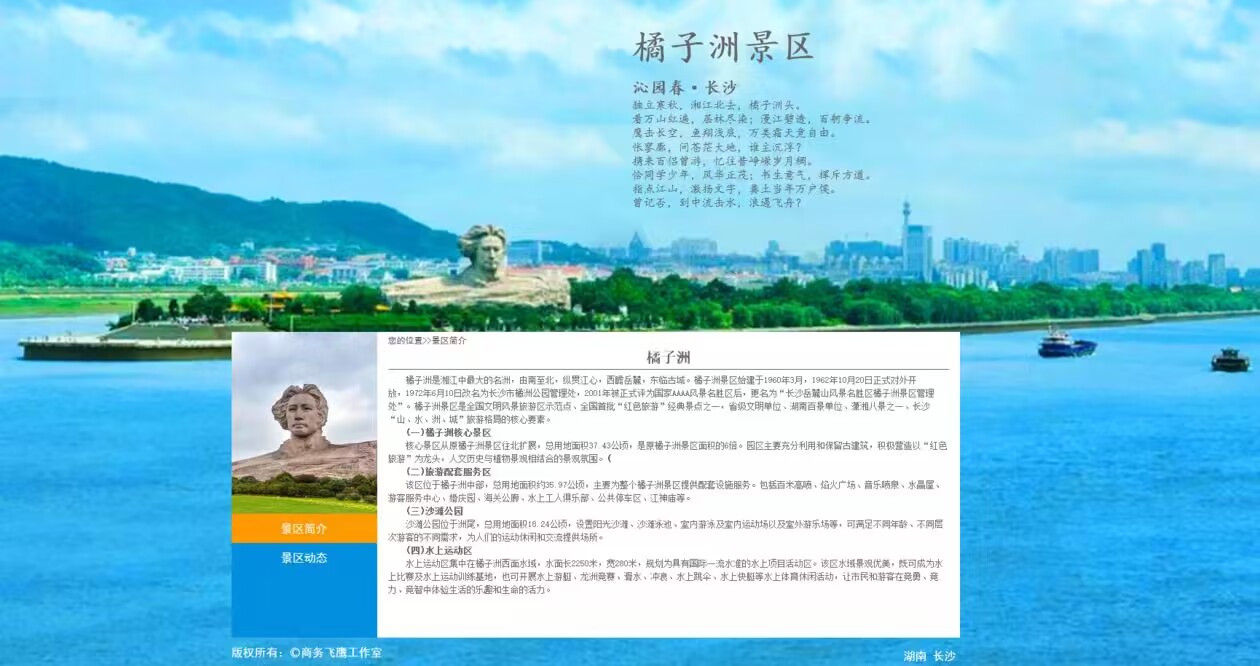 橘子洲景区
沁园春·长沙
独立寒秋，湘江北去，橘子洲头。
看万山红遍，层林尽染；漫江碧透，百舸争流。
鹰击长空，鱼翔浅底，万类霜天竞自由。
怅寥廓，问苍茫大地，谁主沉浮？
携来百侣曾游，忆往昔峥嵘岁月稠。
恰同学少年，风华正茂；书生意气，挥斥方遒。
指点江山，激扬文字，粪土当年万户侯。
曾记否，到中流击水，浪遏飞舟？
您的位置>>景区简介
橘子洲
橘子洲是湘江中最大的名洲，由南至北，纵贯江心，西瞻岳麓，东临古城。橘子洲景区始建于1960年3月，1962年10月20日正式对外开
放，1972年6月10日改名为长沙市橘洲公园管理处，2001年被正式评为国家AAAA风景名胜区后，更名为“长沙岳麓山风景名胜区橘子洲景区管理
处”。橘子洲景区是全国文明风景旅游区示范点、全国首批“红色旅游”经典景点之一，省级文明单位、湖南百景单位、潇湘八景之一、长沙
“山、水、洲、城”旅游格局的核心要素。
(一)橘子洲核心景区
核心景区从原橘子洲景区往北扩展，总用地面积37.43公顷，是原橘子洲景区面积的6倍。园区主要充分利用和保留古建筑，积极营造以“红色
旅游”为龙头，人文历史与植物景观相结合的景观氛围。(
(二)旅游配套服务区
该区位于橘子洲中部，总用地面积约35.97公顷，主要为整个橘子洲景区提供配套设施服务。包括百米高喷、焰火广场、音乐喷泉、水晶屋、
游客服务中心、婚庆园、海关公廨、水上工人俱乐部、公共停车区、江神庙等。
(三)沙滩公园
沙滩公园位于洲尾，总用地面积18.24公顷，设置阳光沙滩、沙滩泳池、室内游泳及室内运动场以及室外游乐场等，可满足不同年龄、不同层
次游客的不同需求，为人们的运动休闲和交流提供场所。
(四)水上运动区
水上运动区集中在橘子洲西面水域，水面长2250米，宽280米，规划为具有国际一流水准的水上项目活动区。该区水域景观优美，既可成为水
上比赛及水上运动训练基地，也可开展水上游艇、龙洲竞赛、滑水、冲浪、水上跳伞、水上快艇等水上体育休闲活动，让市民和游客在竞勇、竞
力、竞智中体验生活的乐趣和生命的活力。
景区简介
景区动态
版权所有：©商务飞鹰工作室
湖南 长沙